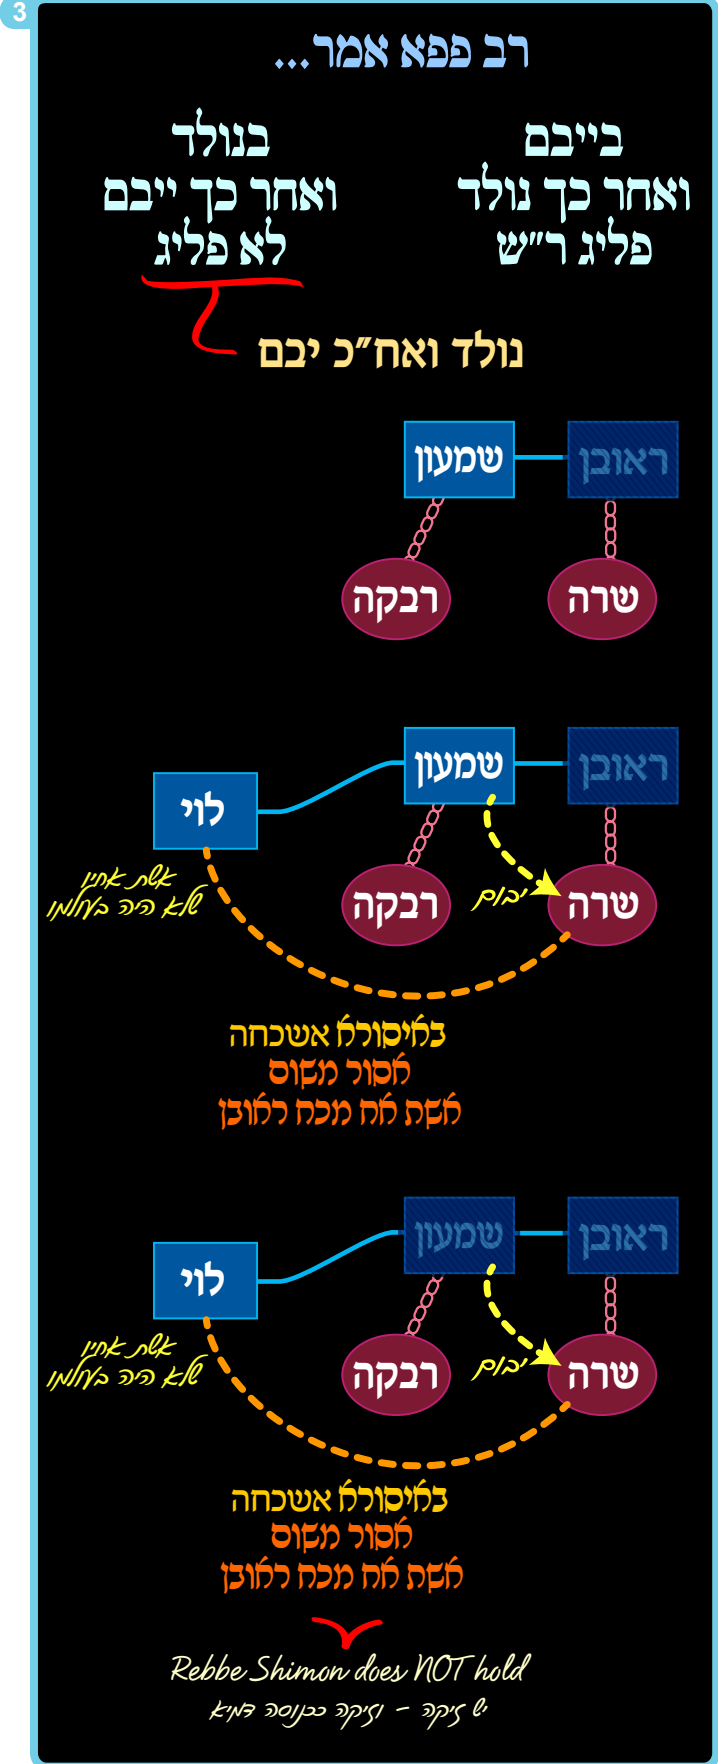 3
רב פפא אמר...
בייבם
ואחר כך נולד
פליג ר״ש
בנולד
ואחר כך ייבם
לא פליג
נולד ואח״כ יבם
ראובן
שמעון
שרה
רבקה
ראובן
שמעון
לוי
שרה
רבקה
יבום
אשת אחיו
שלא היה בעולמו
באיסורא אשכחה
אסור משום
אשת אח מכח ראובן
ראובן
שמעון
לוי
שרה
רבקה
יבום
אשת אחיו
שלא היה בעולמו
באיסורא אשכחה
אסור משום
אשת אח מכח ראובן
Rebbe Shimon does NOT hold
יש זיקה - וזיקה ככנוסה דמיא